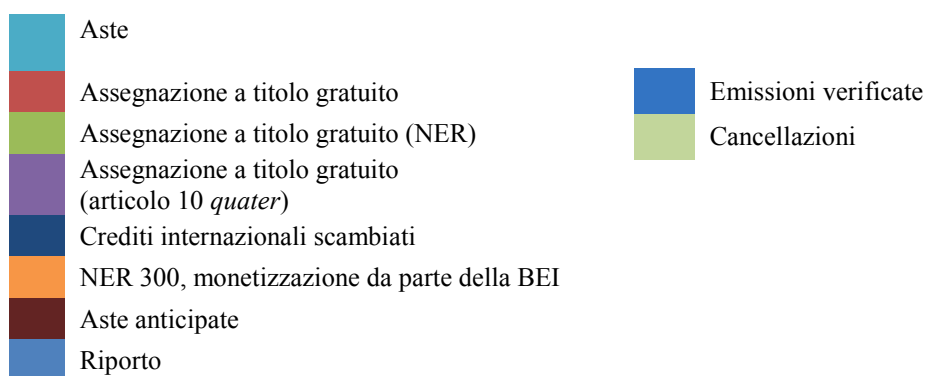 Aste
Assegnazione a titolo gratuito
Assegnazione a titolo gratuito (NER)
Assegnazione a titolo gratuito
(articolo 10 quater)
Crediti internazionali scambiati
NER 300, monetizzazione da parte della BEI
Aste anticipate
Riporto
Emissioni verificate
Cancellazioni